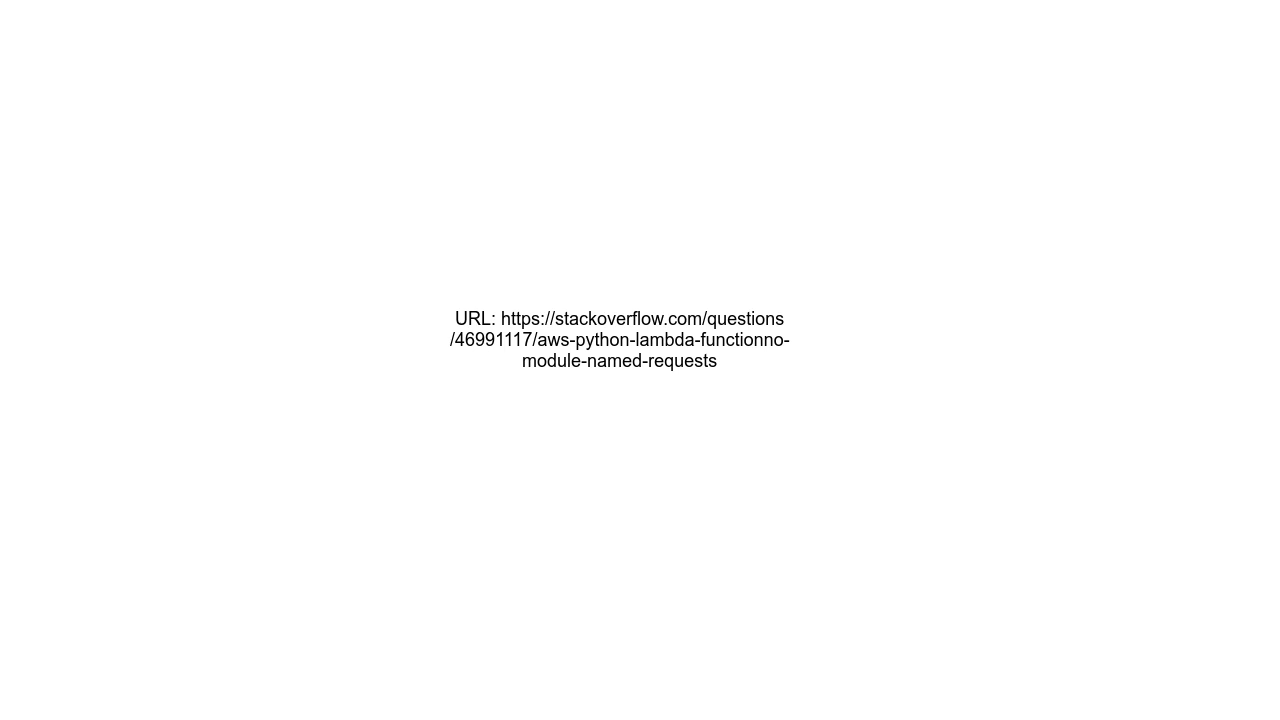 URL: https://stackoverflow.com/questions
/46991117/aws-python-lambda-functionno-
module-named-requests